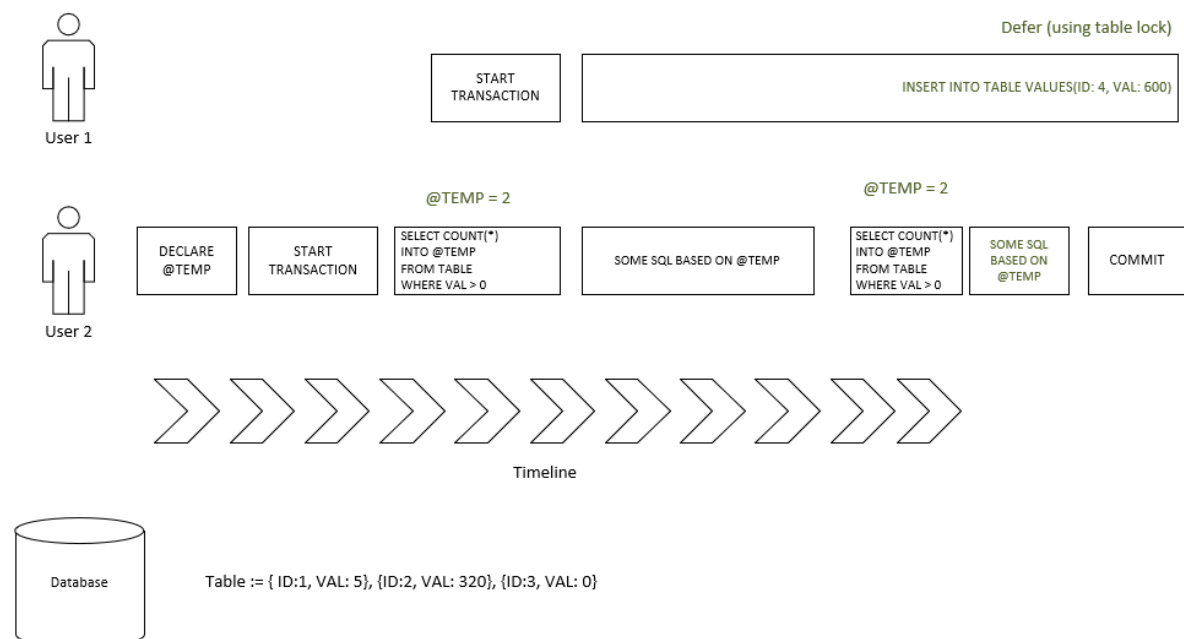 Defer (using table lock)
START
TRANSACTION
INSERT INTO TABLE VALUES(ID: 4, VAL: 600)
User 1
@TEMP = 2
@TEMP = 2
DECLARE
@TEMP
START
TRANSACTION
SELECT COUNT(*)
INTO @TEMP
FROM TABLE
WHERE VAL > 0
SOME SQL BASED ON @TEMP
SELECT COUNT(*)
INTO @TEMP
FROM TABLE
WHERE VAL > 0
SOME SQL
BASED ON
@TEMP
COMMIT
User 2
Timeline
Database
Table := { ID:1, VAL: 5}, {ID:2, VAL: 320}, {ID:3, VAL: 0}